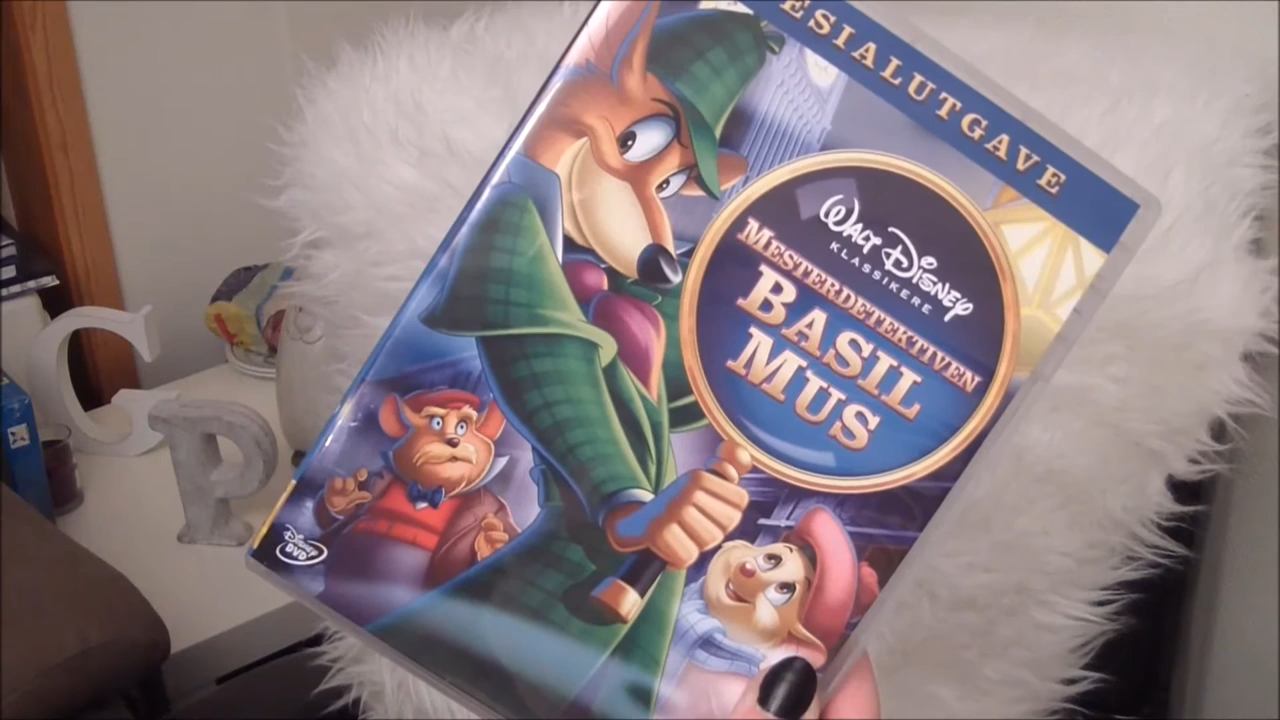 ESIALUTGAVE
WALT DISNEY
KLASSIKERE
MESTERDETEKTIVEN
BASIL
MUS
Disney
DVD
C
P